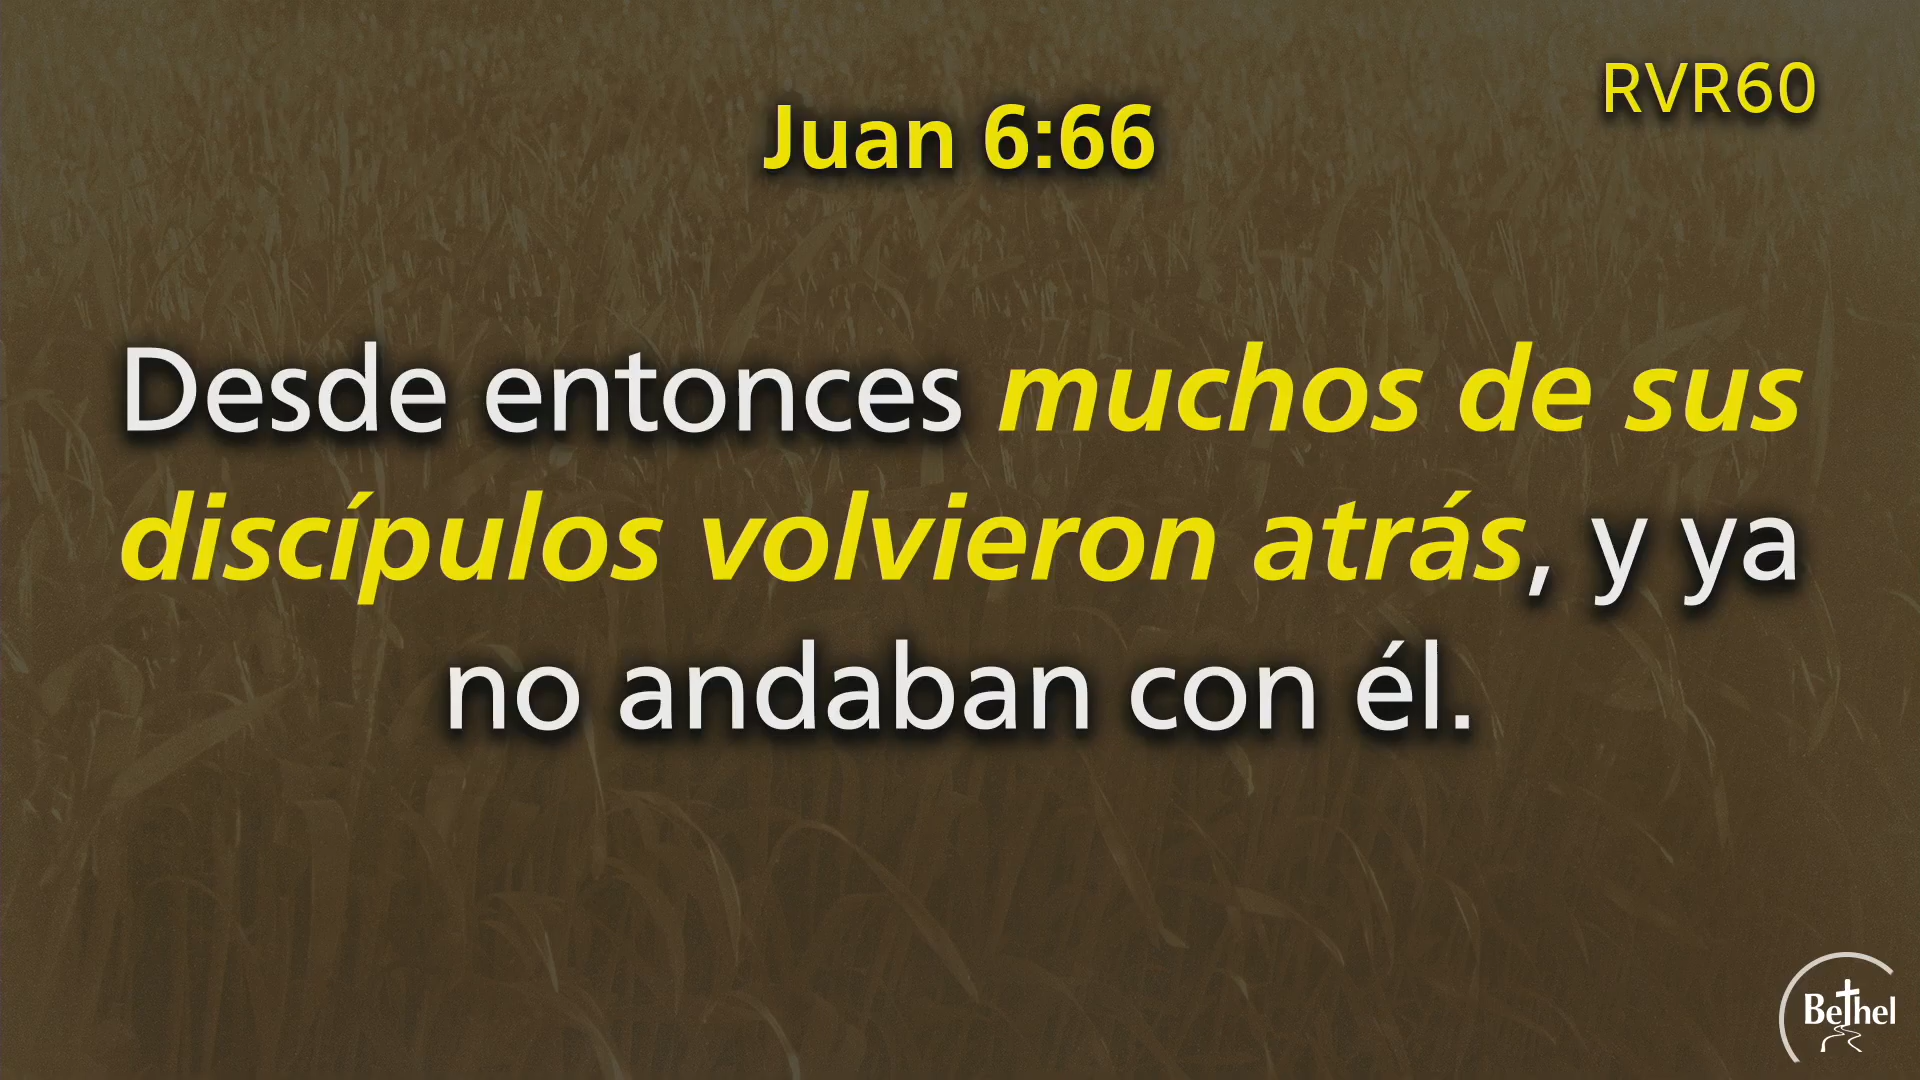 RVR60
Juan 6:66
Desde entonces muchos de sus
discípulos volvieron atrás, y ya
no andaban con él.
Bethel